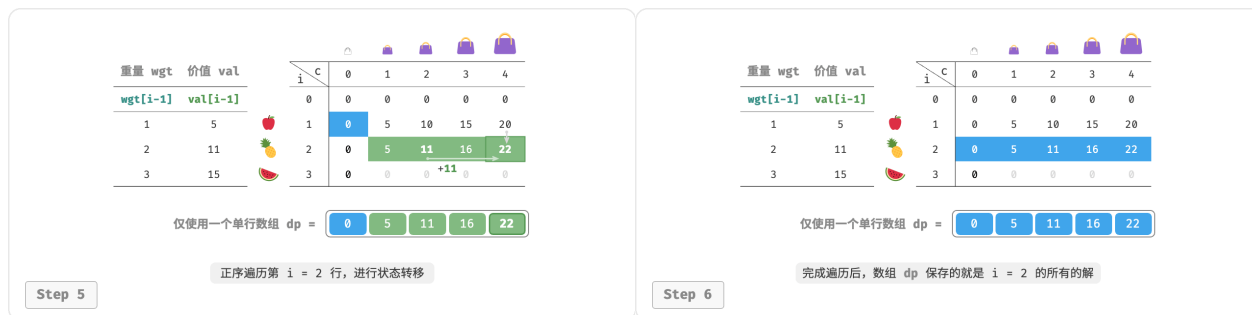 重量 wgt 价值 val
wgt[i-1] val[i-1]
1 5
2 11
3 15
i c 0 1 2 3 4
0 0 0 0 0 0
1 0 5 10 15 20
2 0 5 11 16 22
+11
3 0 0 0 0 0
仅使用一个单行数组 dp = 0 5 11 16 22
正序遍历第 i = 2 行，进行状态转移
Step 5
重量 wgt 价值 val
wgt[i-1] val[i-1]
1 5
2 11
3 15
i c 0 1 2 3 4
0 0 0 0 0 0
1 0 5 10 15 20
2 0 5 11 16 22
3 0 0 0 0 0
仅使用一个单行数组 dp = 0 5 11 16 22
完成遍历后，数组 dp 保存的就是 i = 2 的所有的解
Step 6